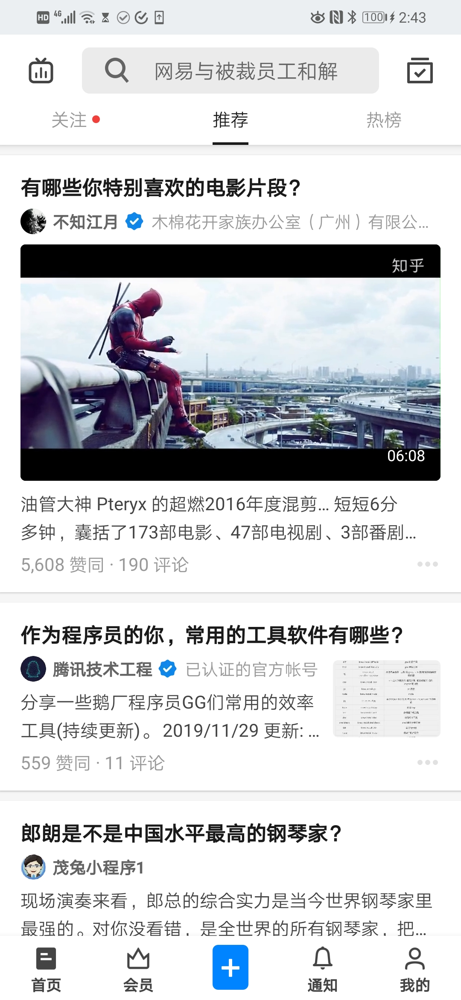 HD 4G 100 2:43
网易与被裁员工和解
关注 推荐 热榜
有哪些你特别喜欢的电影片段？
不知江月 木棉花开家族办公室（广州）有限公...
知乎
06:08
油管大神 Pteryx 的超燃2016年度混剪... 短短6分
多钟，囊括了173部电影、47部电视剧、3部番剧...
5,608 赞同 · 190 评论
作为程序员的你，常用的工具软件有哪些？
腾讯技术工程 已认证的官方帐号
分享一些鹅厂程序员GG们常用的效率
工具(持续更新)。 2019/11/29 更新: ...
559 赞同 · 11 评论
郎朗是不是中国水平最高的钢琴家？
茂兔小程序1
现场演奏来看，郎总的综合实力是当今世界钢琴家里
最强的。对你没看错，是全世界的所有钢琴家，把...
首页 会员 通知 我的